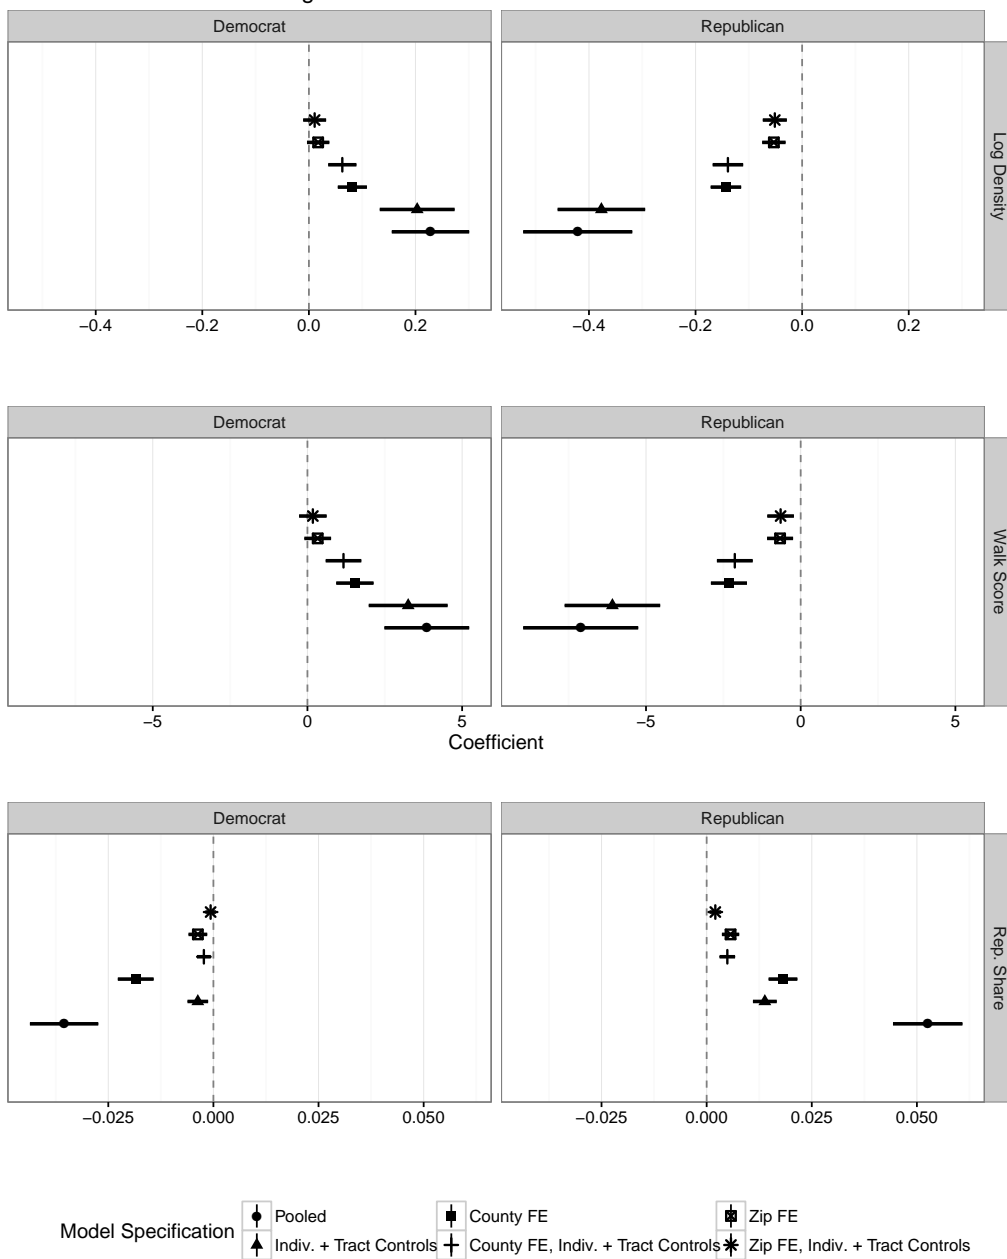 Democrat
Republican
Log Density
−0.4 −0.2 0.0 0.2
−0.4 −0.2 0.0 0.2
Democrat
Republican
Walk Score
−5 0 5
−5 0 5
Coefficient
Democrat
Republican
Rep. Share
−0.025 0.000 0.025 0.050
−0.025 0.000 0.025 0.050
Model Specification
Pooled
County FE
Zip FE
Indiv. + Tract Controls
County FE, Indiv. + Tract Controls
Zip FE, Indiv. + Tract Controls